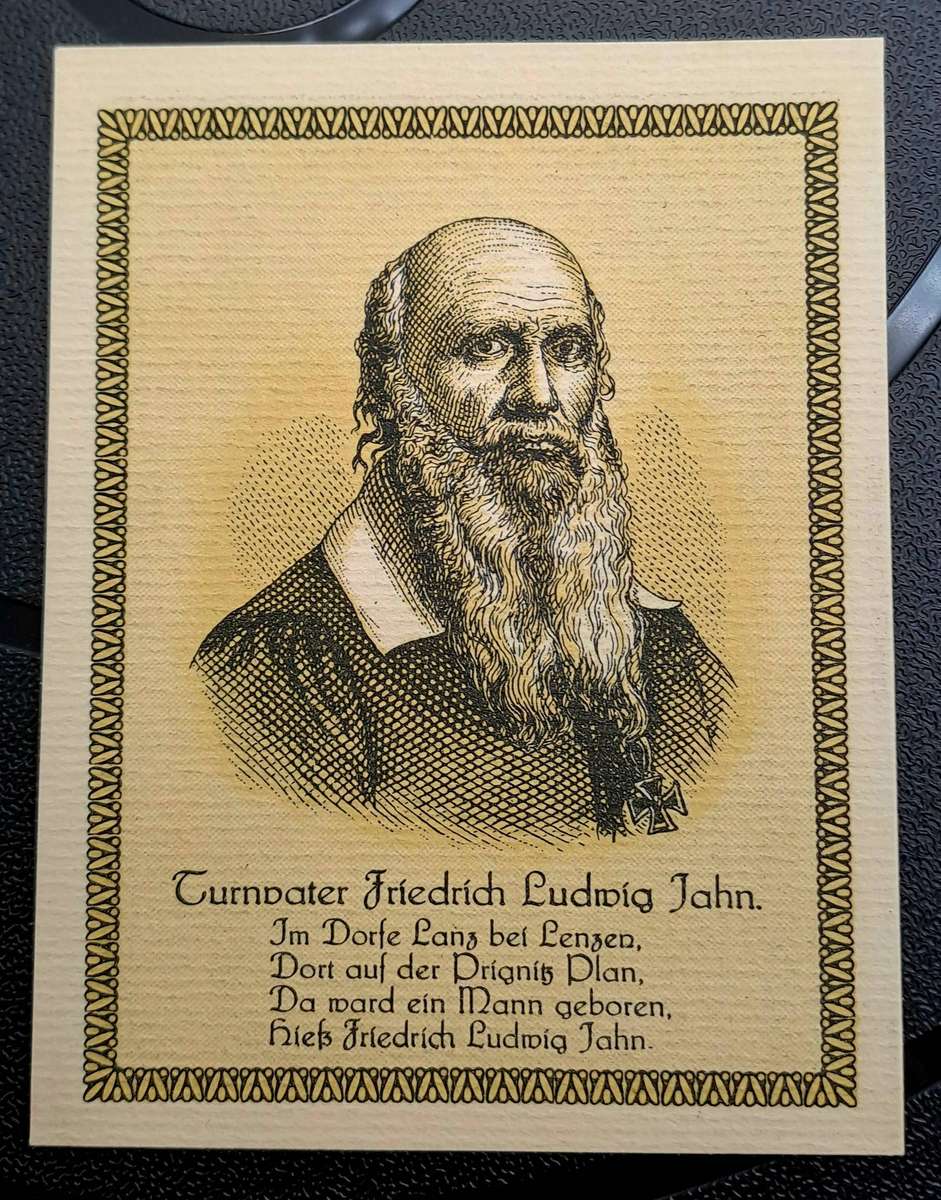 Turnvater Friedrich Ludwig Jahn.
Im Dorfe Lanz bei Lenzen,
Dort auf der Prignitz Plan,
Da ward ein Mann geboren,
Hieß Friedrich Ludwig Jahn.